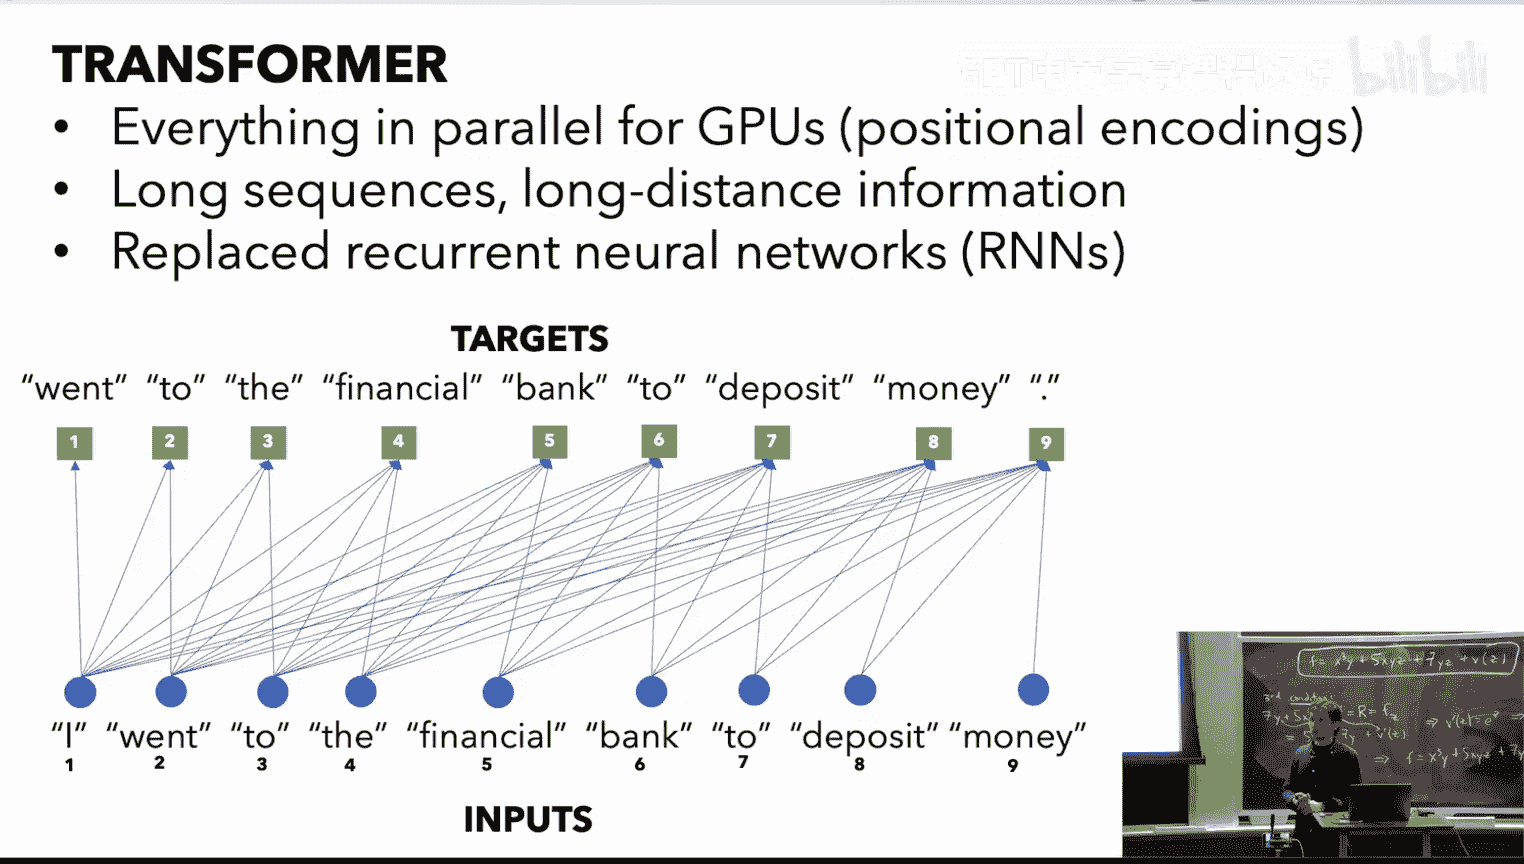 TRANSFORMER
bilibili
• Everything in parallel for GPUs (positional encodings)
• Long sequences, long-distance information
• Replaced recurrent neural networks (RNNs)
TARGETS
“went” “to” “the” “financial” “bank” “to” “deposit” “money” “.”
1 2 3 4 5 6 7 8 9
“I” “went” “to” “the” “financial” “bank” “to” “deposit” “money”
1 2 3 4 5 6 7 8 9
INPUTS